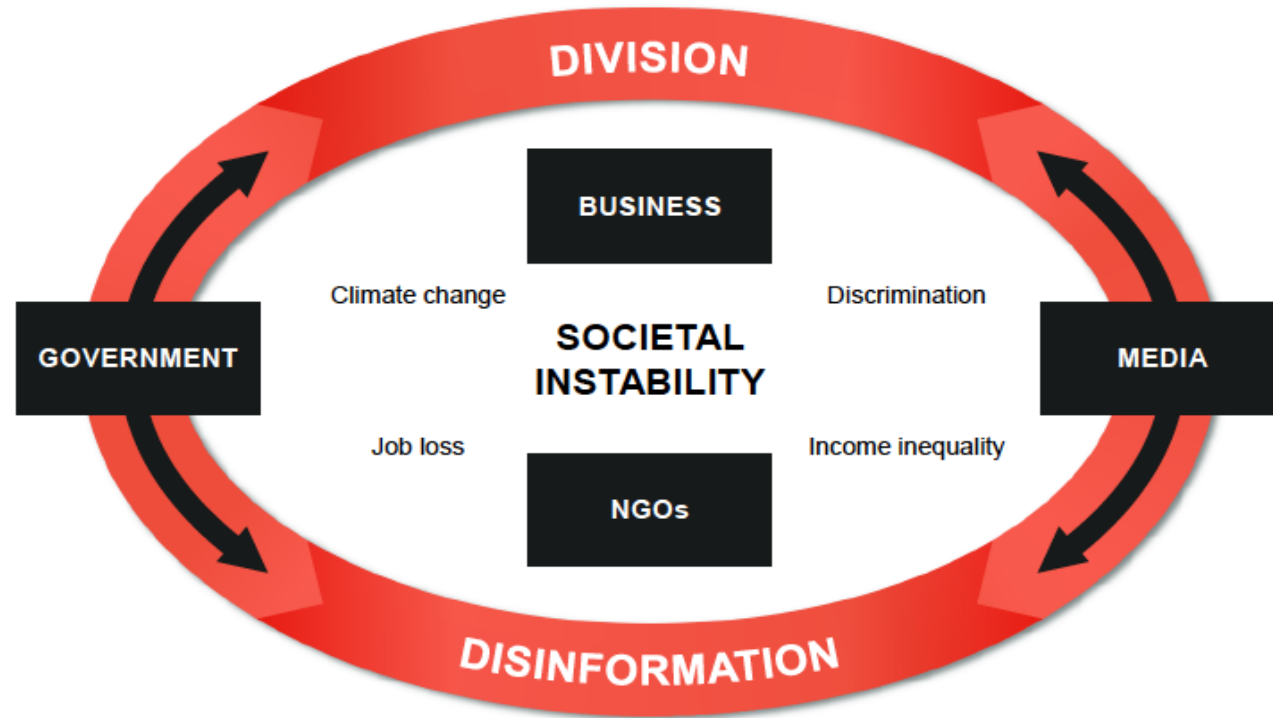 DIVISION
BUSINESS
Climate change
Discrimination
SOCIETAL
INSTABILITY
GOVERNMENT
MEDIA
Job loss
Income inequality
NGOs
DISINFORMATION